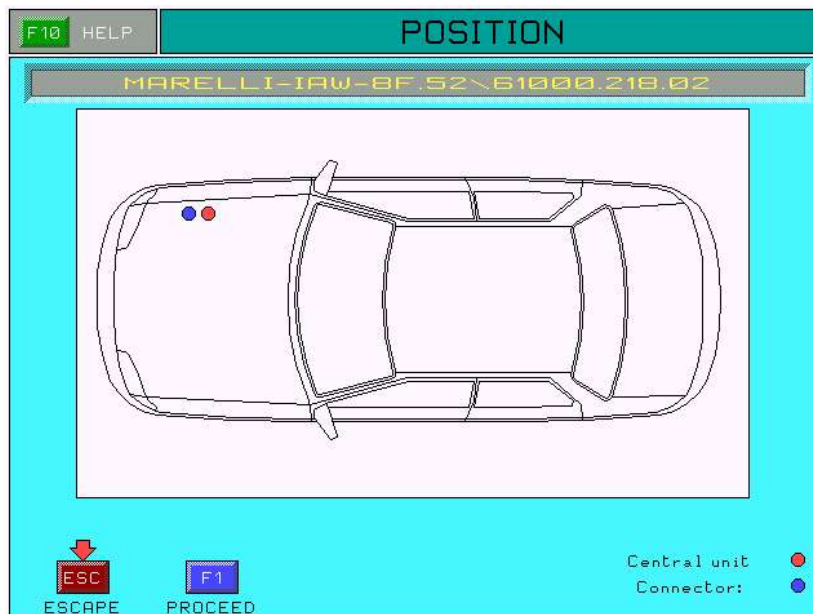 F10 HELP
POSITION
MARELLI-IAW-8F.52\61000.218.02
Central unit
Connector:
ESC
F1
ESCAPE
PROCEED